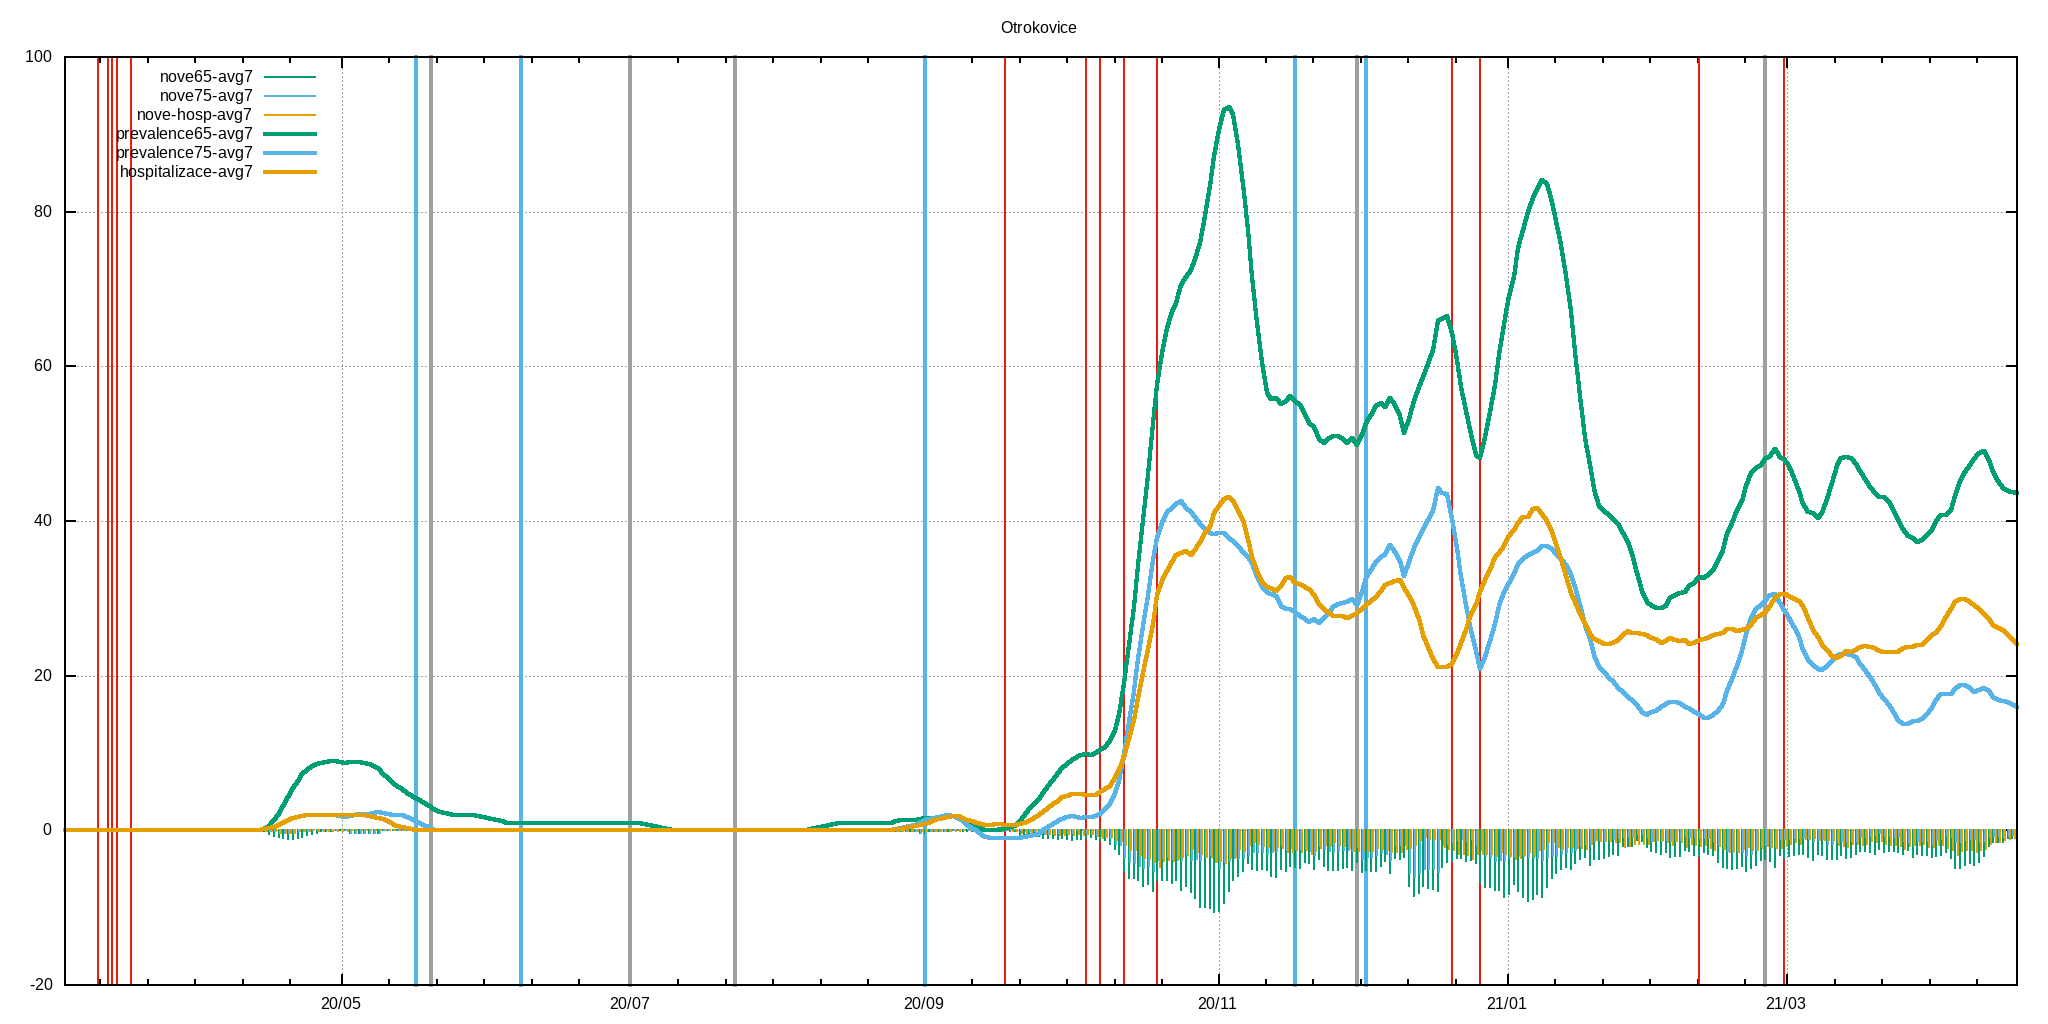 Otrokovice
100
80
60
40
20
0
-20
nove65-avg7
nove75-avg7
nove-hosp-avg7
prevalence65-avg7
prevalence75-avg7
hospitalizace-avg7
20/05 20/07 20/09 20/11 21/01 21/03